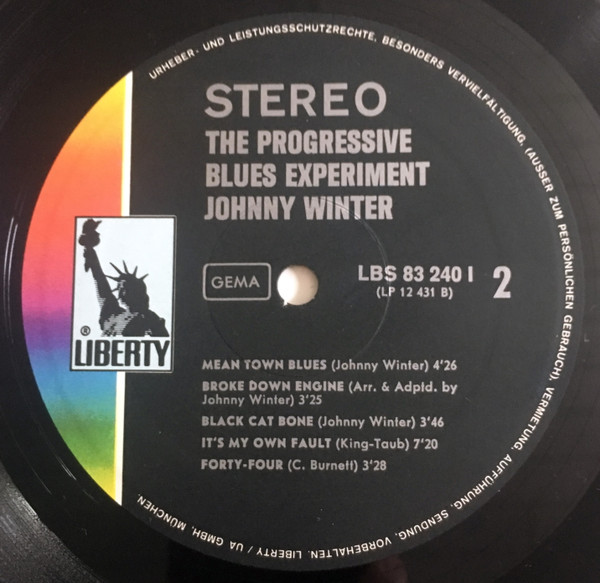 URHEBER- UND LEISTUNGSSCHUTZRECHTE, BESONDERS VERVIELFÄLTIGUNG, (AUSSER ZUM PERSÖNLICHEN GEBRAUCH), VERMIETUNG, AUFFÜHRUNG, SENDUNG, VORBEHALTEN. LIBERTY / UA GMBH, MÜNCHEN.
STEREO
THE PROGRESSIVE
BLUES EXPERIMENT
JOHNNY WINTER
GEMA
LBS 83 240 I
(LP 12 431 B)
2
®
LIBERTY
MEAN TOWN BLUES (Johnny Winter) 4'26
BROKE DOWN ENGINE (Arr. & Adptd. by
Johnny Winter) 3'25
BLACK CAT BONE (Johnny Winter) 3'46
IT'S MY OWN FAULT (King-Taub) 7'20
FORTY-FOUR (C. Burnett) 3'28